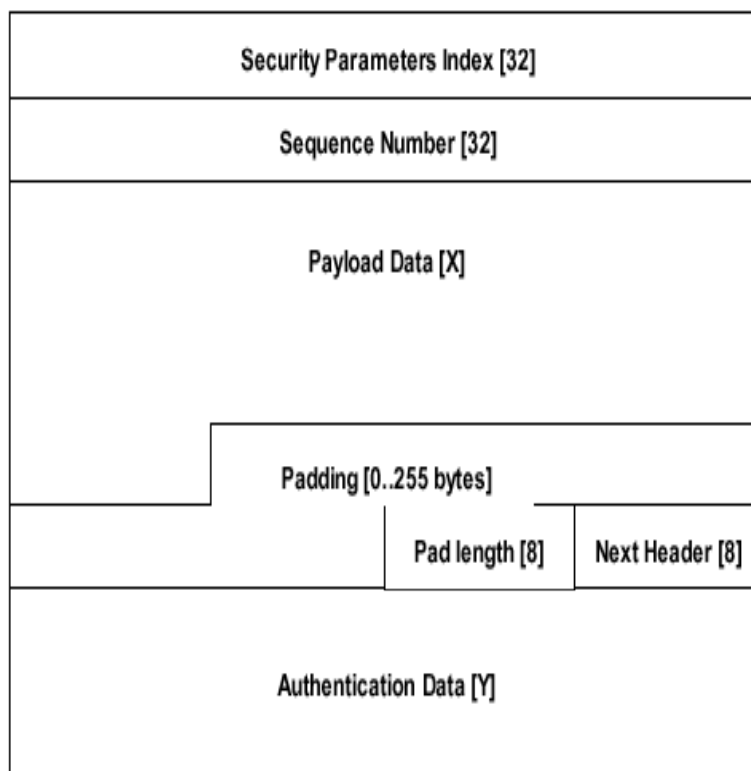 Security Parameters Index [32]
Sequence Number [32]
Payload Data [X]
Padding [0..255 bytes]
Pad length [8]
Next Header [8]
Authentication Data [Y]